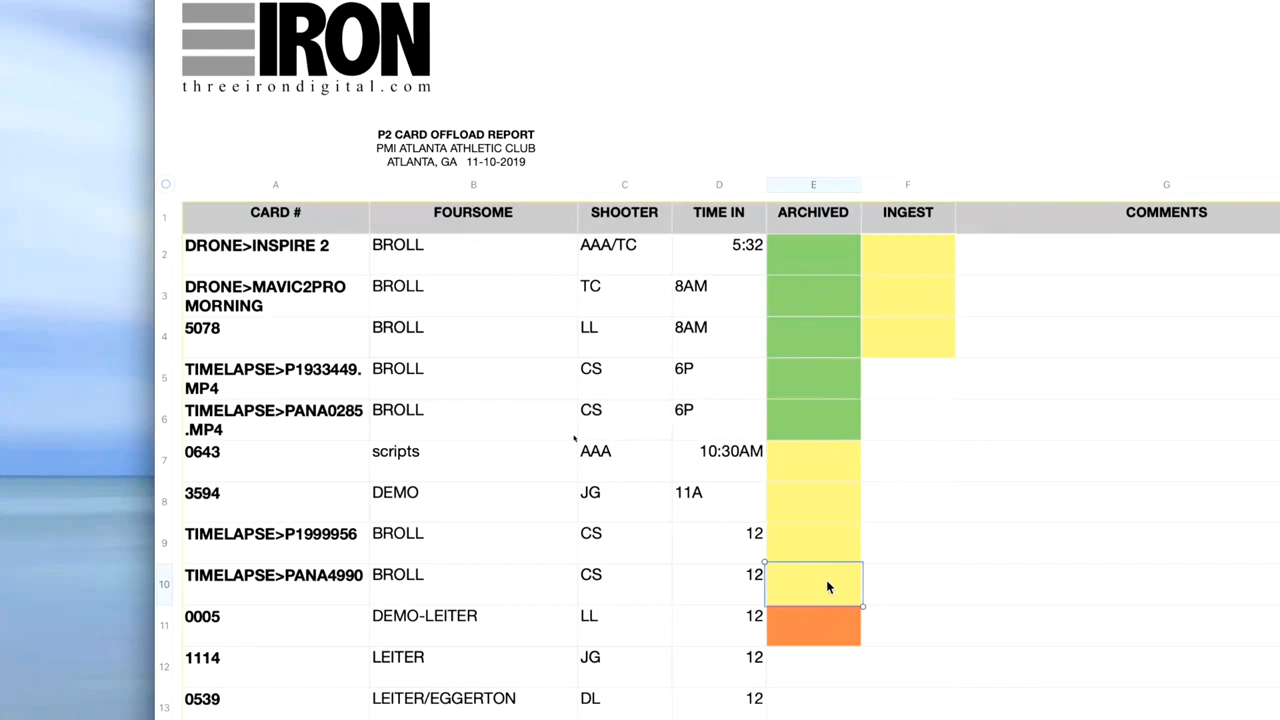 IRON
threeirondigital.com
P2 CARD OFFLOAD REPORT
PMI ATLANTA ATHLETIC CLUB
ATLANTA, GA 11-10-2019
A B C D E F G
1 CARD # FOURSOME SHOOTER TIME IN ARCHIVED INGEST COMMENTS
2 DRONE>INSPIRE 2 BROLL AAA/TC 5:32
3 DRONE>MAVIC2PRO BROLL TC 8AM
MORNING
4 5078 BROLL LL 8AM
5 TIMELAPSE>P1933449. BROLL CS 6P
MP4
6 TIMELAPSE>PANA0285 BROLL CS 6P
.MP4
7 0643 scripts AAA 10:30AM
8 3594 DEMO JG 11A
9 TIMELAPSE>P1999956 BROLL CS 12
10 TIMELAPSE>PANA4990 BROLL CS 12
11 0005 DEMO-LEITER LL 12
12 1114 LEITER JG 12
13 0539 LEITER/EGGERTON DL 12